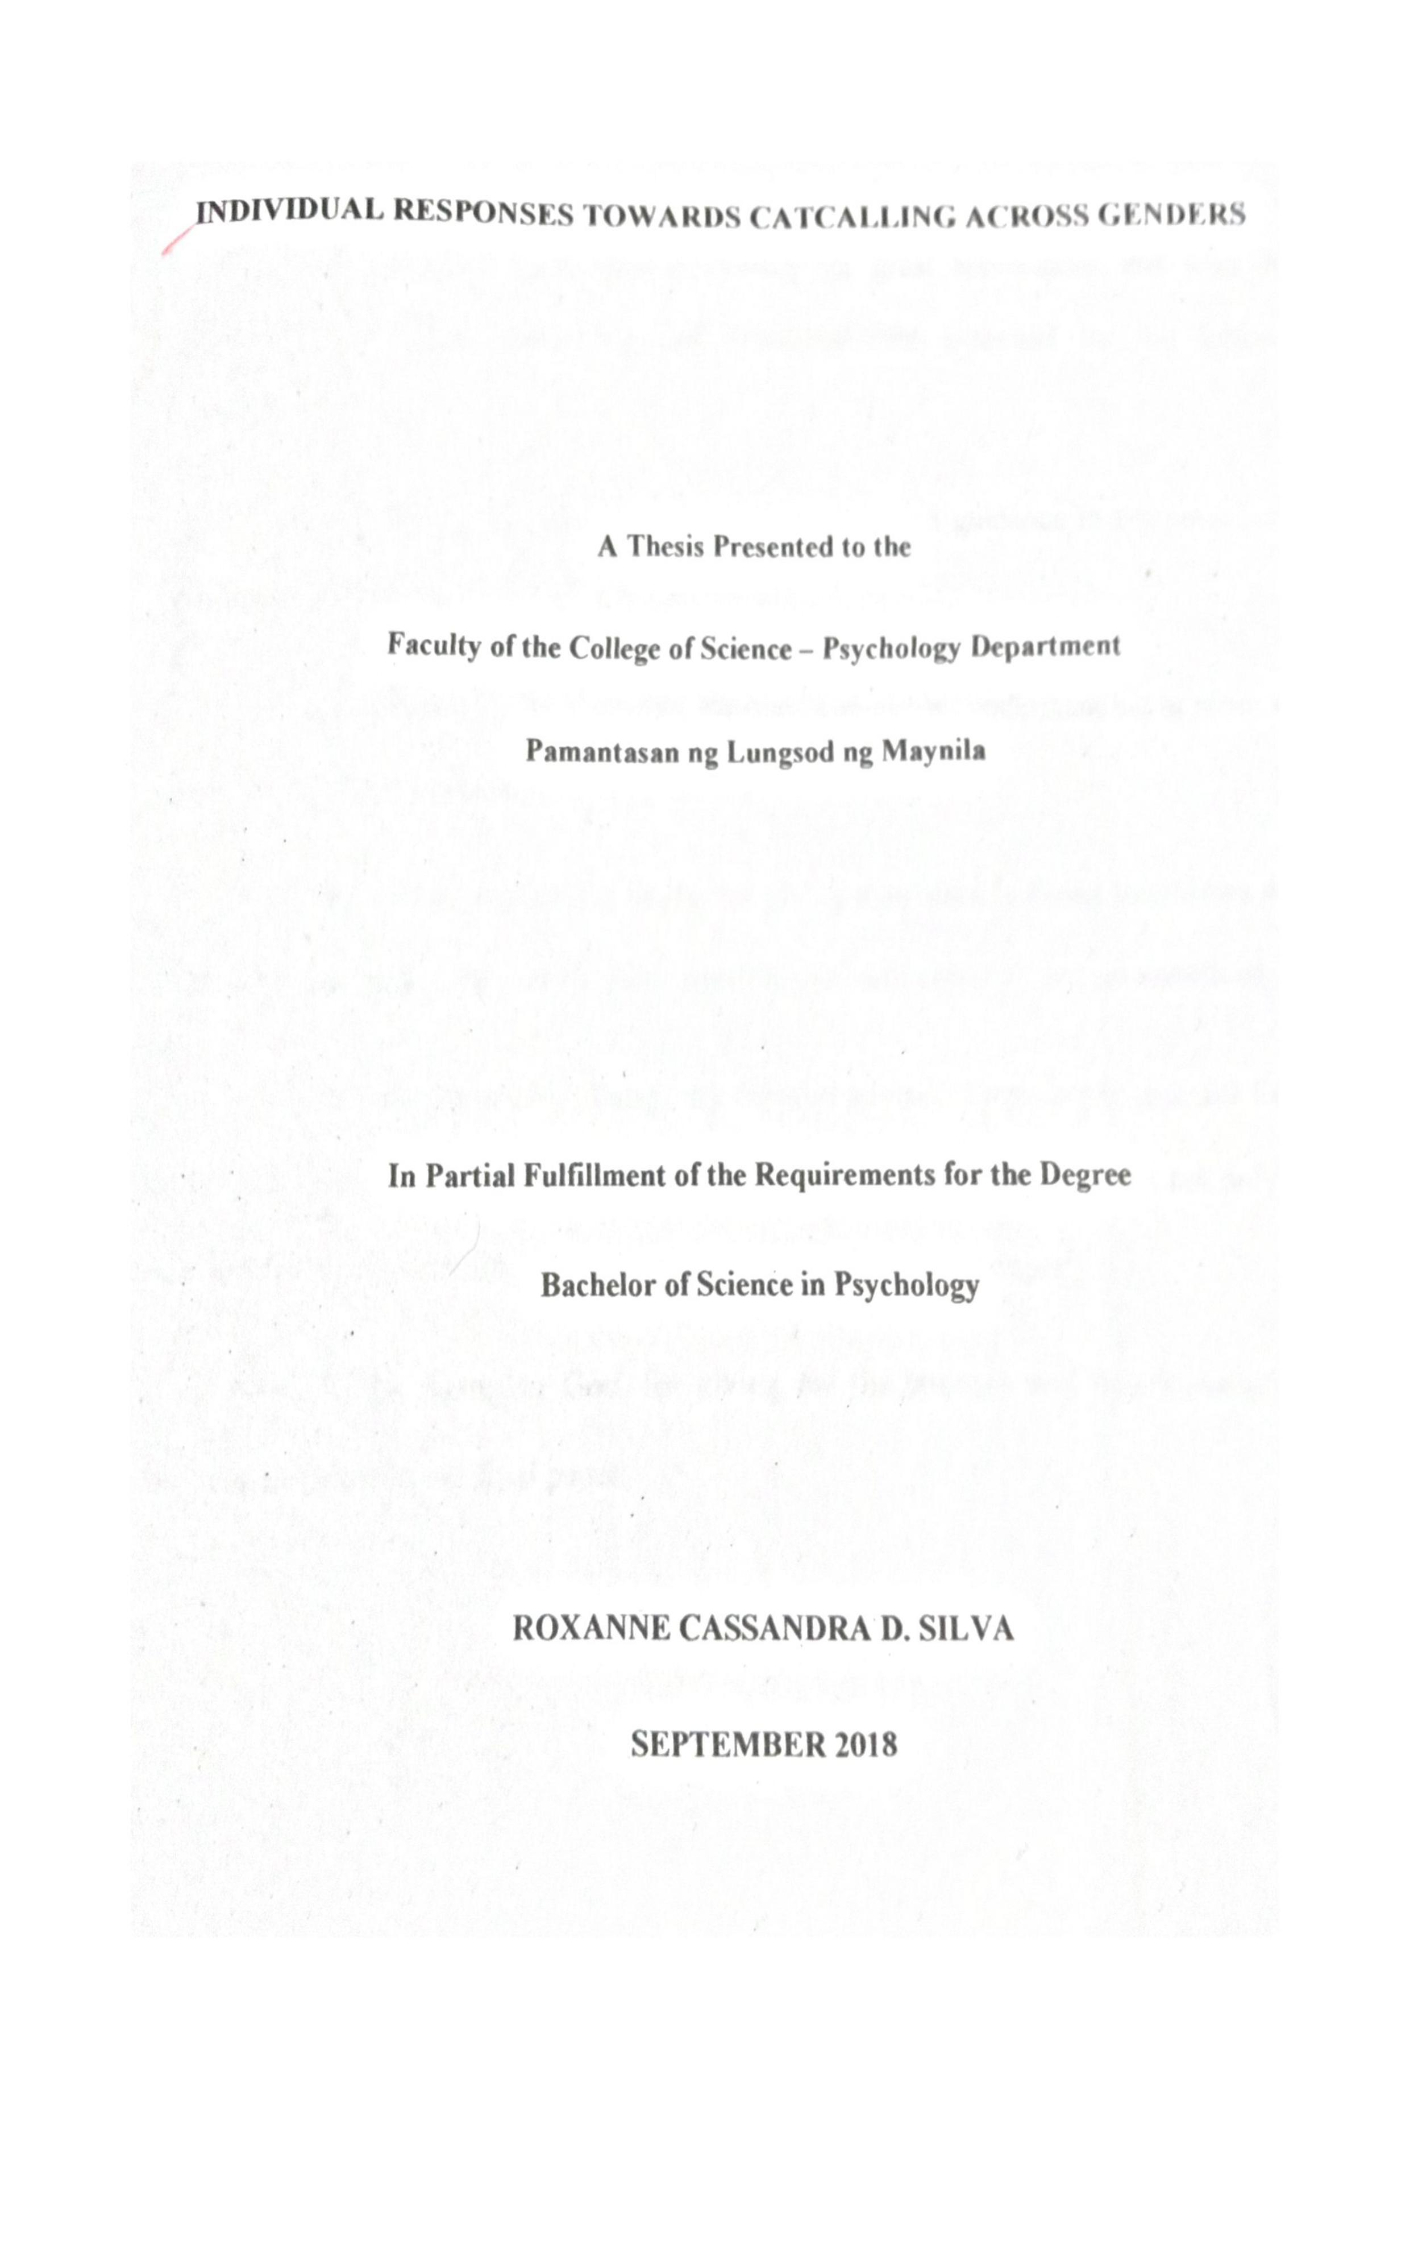 INDIVIDUAL RESPONSES TOWARDS CATCALLING ACROSS GENDERS
A Thesis Presented to the
Faculty of the College of Science – Psychology Department
Pamantasan ng Lungsod ng Maynila
In Partial Fulfillment of the Requirements for the Degree
Bachelor of Science in Psychology
ROXANNE CASSANDRA D. SILVA
SEPTEMBER 2018